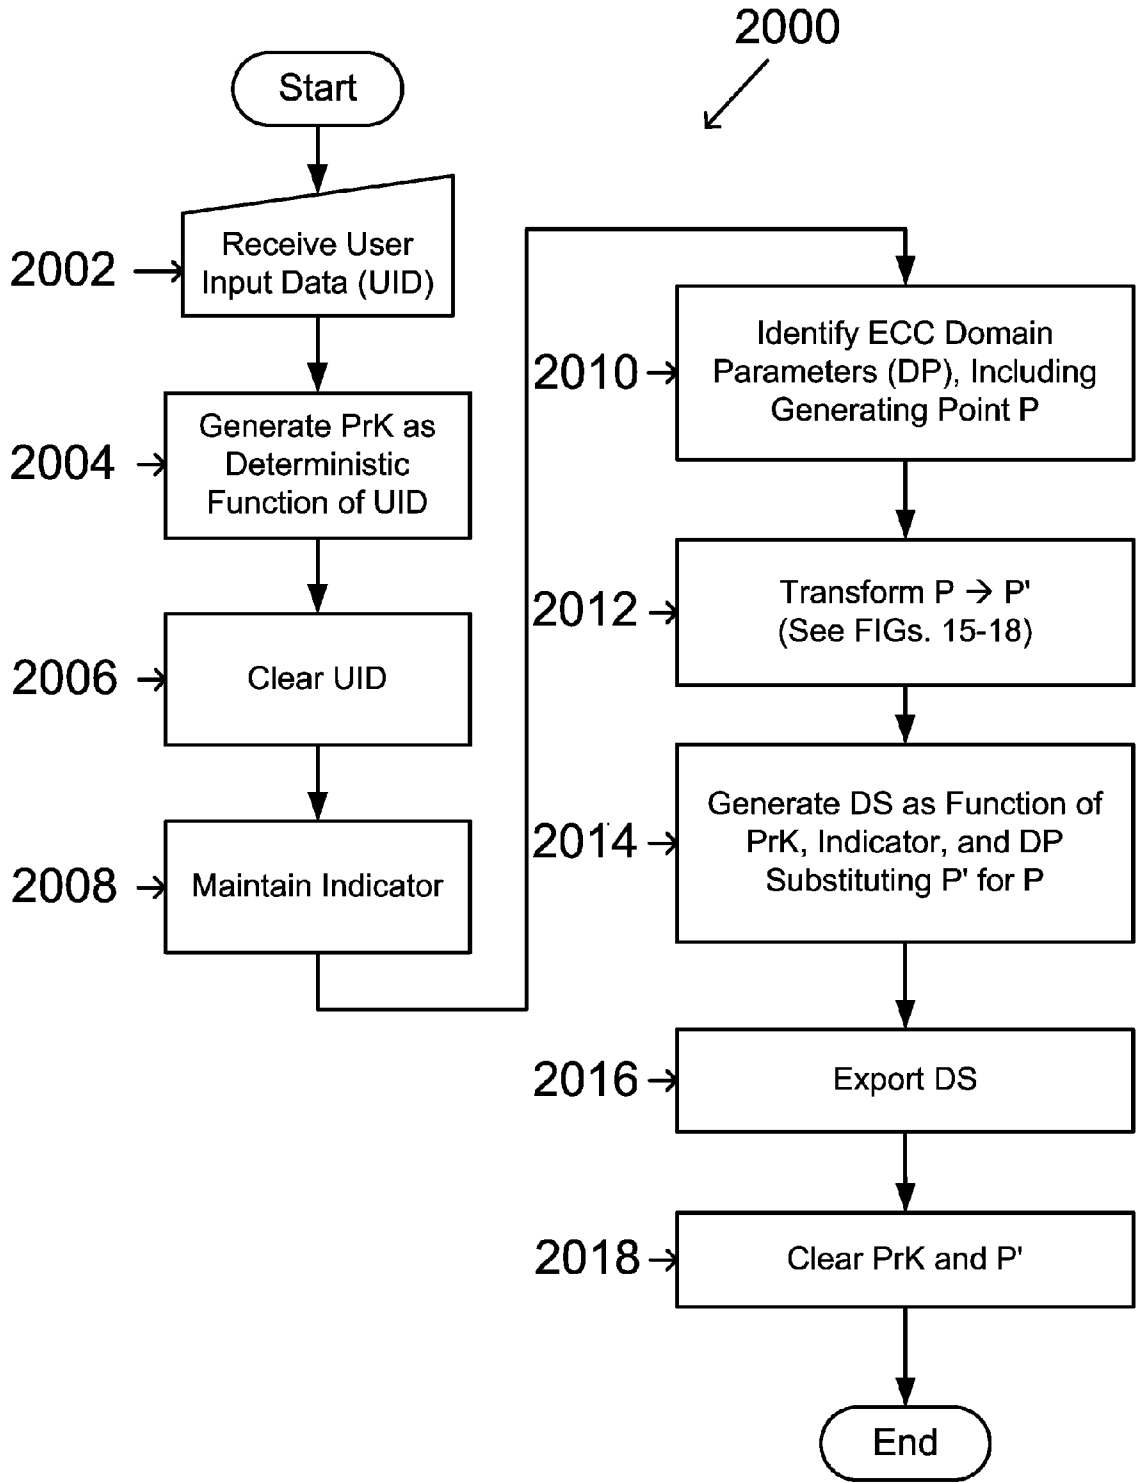 2000
Start
2002
Receive User
Input Data (UID)
2004
Generate PrK as
Deterministic
Function of UID
2006
Clear UID
2008
Maintain Indicator
2010
Identify ECC Domain
Parameters (DP), Including
Generating Point P
2012
Transform P → P'
(See FIGs. 15-18)
2014
Generate DS as Function of
PrK, Indicator, and DP
Substituting P' for P
2016
Export DS
2018
Clear PrK and P'
End